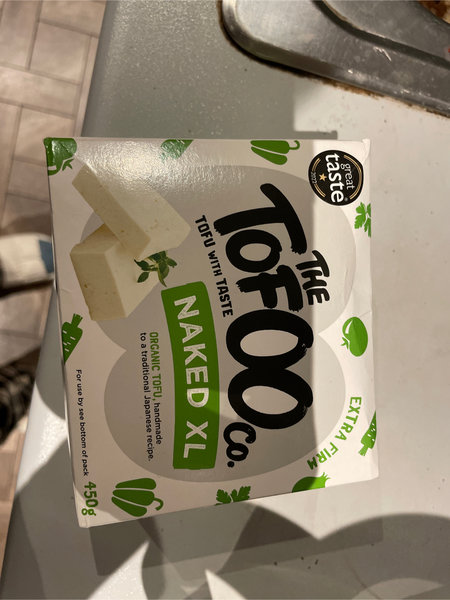 great
taste
2017
THE
TOFOO
Co.
TOFU WITH TASTE
NAKED XL
ORGANIC TOFU, handmade
to a traditional Japanese recipe.
EXTRA FIRM
For use by see bottom of pack
450g